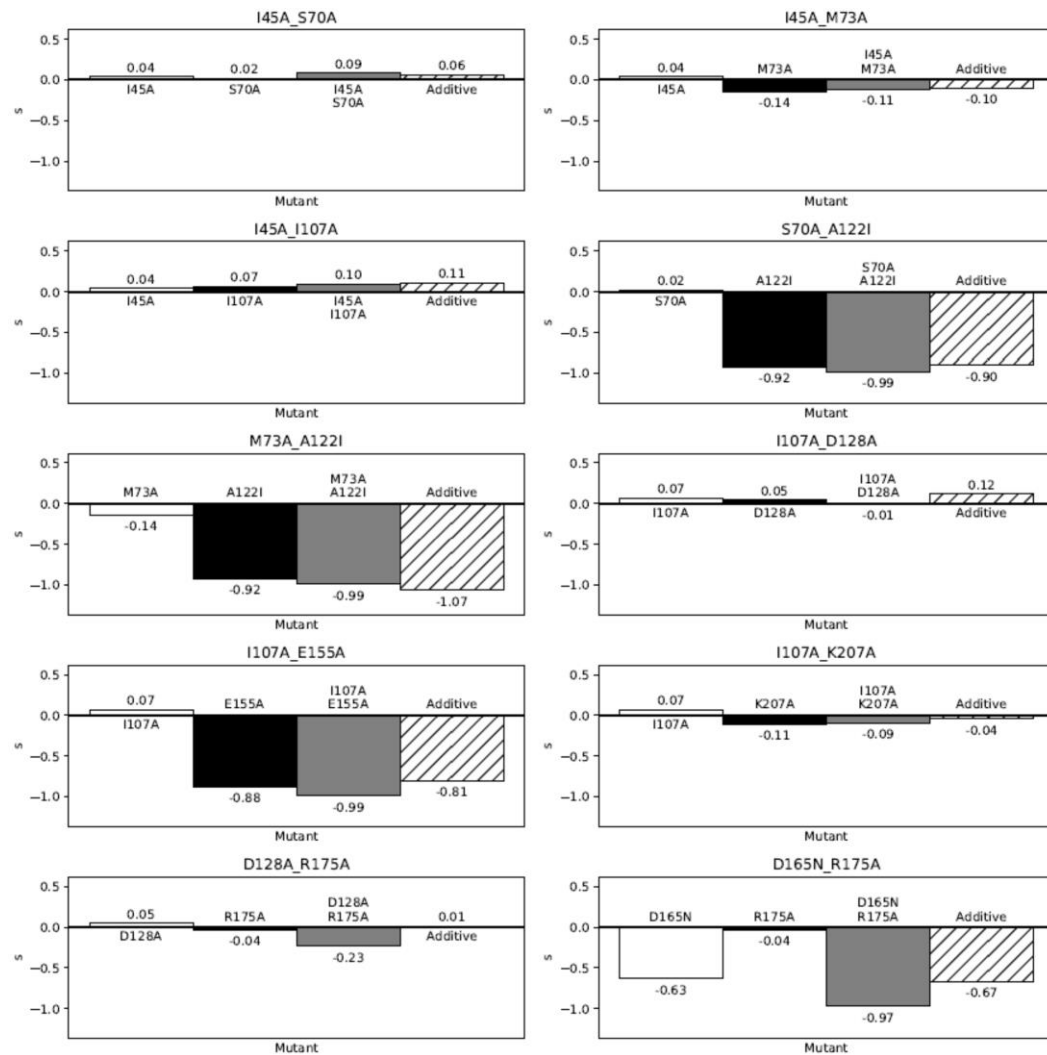 I45A_S70A
0.5
0.0
−0.5
−1.0
s
0.04
0.02
0.09
0.06
I45A
S70A
I45A
S70A
Additive
Mutant
I45A_M73A
0.5
0.0
−0.5
−1.0
s
0.04
I45A
M73A
-0.14
I45A
M73A
-0.11
Additive
-0.10
Mutant
I45A_I107A
0.5
0.0
−0.5
−1.0
s
0.04
0.07
0.10
0.11
I45A
I107A
I45A
I107A
Additive
Mutant
S70A_A122I
0.5
0.0
−0.5
−1.0
s
0.02
S70A
A122I
-0.92
S70A
A122I
-0.99
Additive
-0.90
Mutant
M73A_A122I
0.5
0.0
−0.5
−1.0
s
M73A
-0.14
A122I
-0.92
M73A
A122I
-0.99
Additive
-1.07
Mutant
I107A_D128A
0.5
0.0
−0.5
−1.0
s
0.07
I107A
0.05
D128A
I107A
D128A
-0.01
0.12
Additive
Mutant
I107A_E155A
0.5
0.0
−0.5
−1.0
s
0.07
I107A
E155A
-0.88
I107A
E155A
-0.99
Additive
-0.81
Mutant
I107A_K207A
0.5
0.0
−0.5
−1.0
s
0.07
I107A
K207A
-0.11
I107A
K207A
-0.09
Additive
-0.04
Mutant
D128A_R175A
0.5
0.0
−0.5
−1.0
s
0.05
D128A
R175A
-0.04
D128A
R175A
-0.23
0.01
Additive
Mutant
D165N_R175A
0.5
0.0
−0.5
−1.0
s
D165N
-0.63
R175A
-0.04
D165N
R175A
-0.97
Additive
-0.67
Mutant